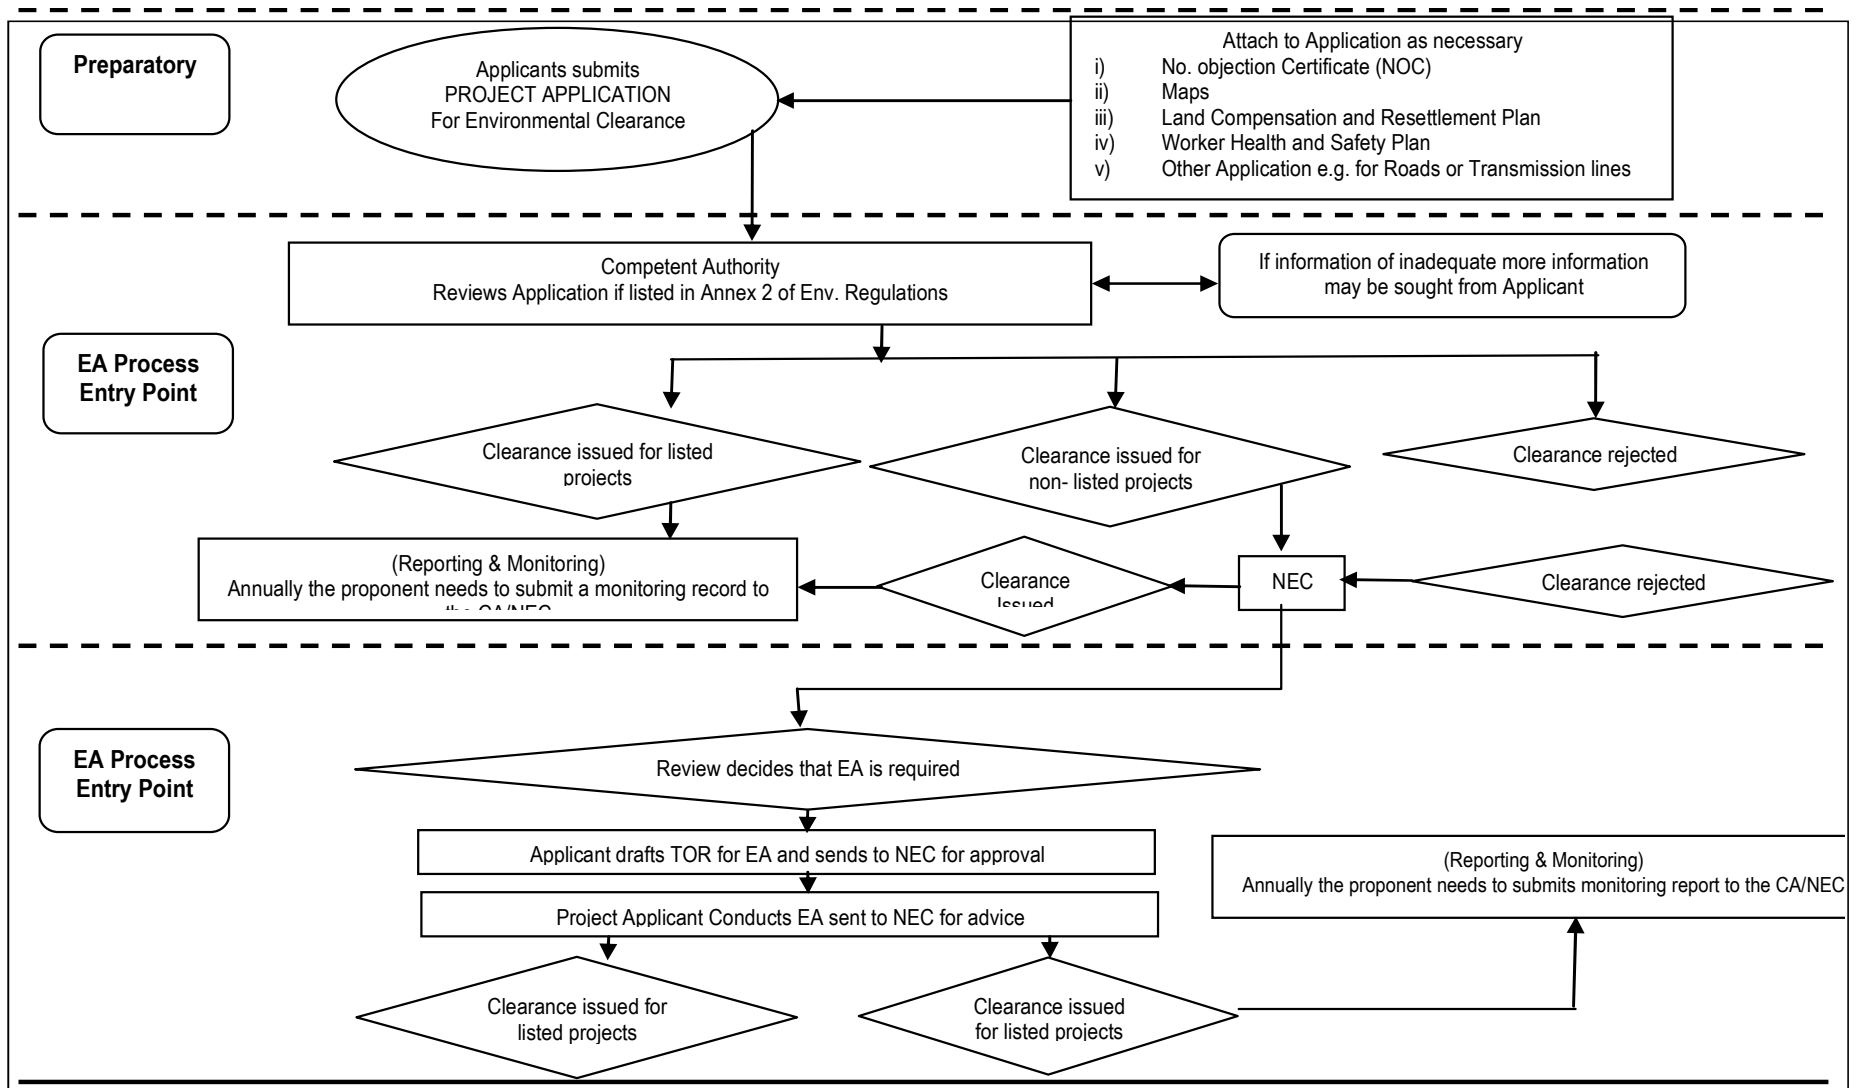 Preparatory
Applicants submits
PROJECT APPLICATION
For Environmental Clearance
Attach to Application as necessary
i) No. objection Certificate (NOC)
ii) Maps
iii) Land Compensation and Resettlement Plan
iv) Worker Health and Safety Plan
v) Other Application e.g. for Roads or Transmission lines
Competent Authority
Reviews Application if listed in Annex 2 of Env. Regulations
If information of inadequate more information
may be sought from Applicant
EA Process
Entry Point
Clearance issued for listed
projects
Clearance issued for
non- listed projects
Clearance rejected
(Reporting & Monitoring)
Annually the proponent needs to submit a monitoring record to
the CA/NEC
Clearance
Issued
NEC
Clearance rejected
EA Process
Entry Point
Review decides that EA is required
Applicant drafts TOR for EA and sends to NEC for approval
Project Applicant Conducts EA sent to NEC for advice
(Reporting & Monitoring)
Annually the proponent needs to submits monitoring report to the CA/NEC
Clearance issued for
listed projects
Clearance issued
for listed projects